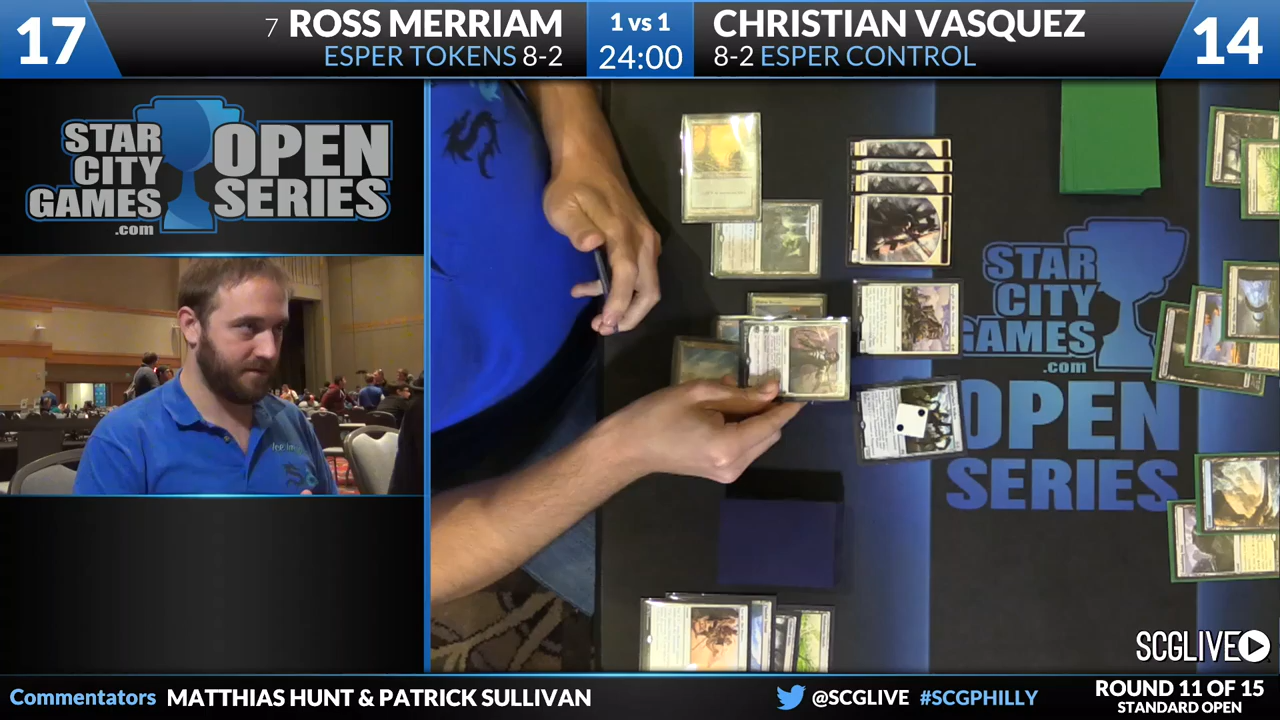 17
7 ROSS MERRIAM
ESPER TOKENS 8-2
1 vs 1
24:00
CHRISTIAN VASQUEZ
8-2 ESPER CONTROL
14
STAR
CITY
GAMES
.com
OPEN
SERIES
STAR
CITY
GAMES
.com
OPEN
SERIES
SCGLIVE
Commentators MATTHIAS HUNT & PATRICK SULLIVAN
@SCGLIVE #SCGPHILLY
ROUND 11 OF 15
STANDARD OPEN